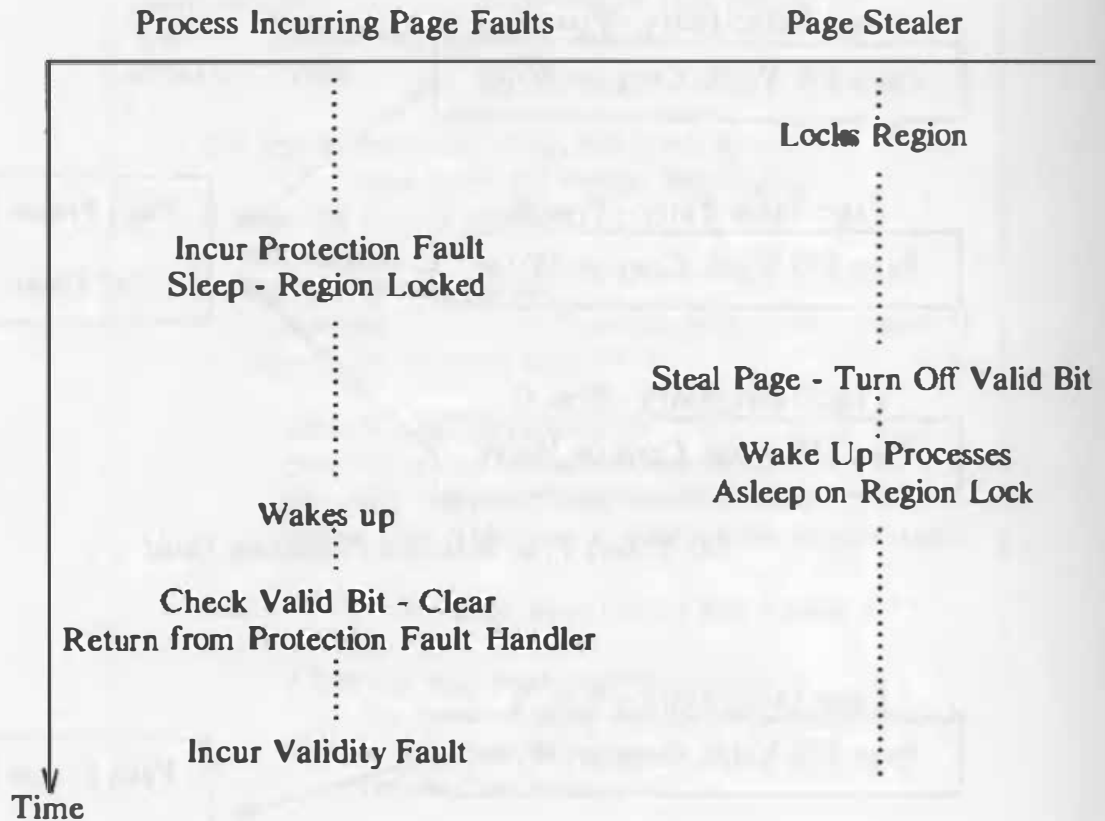 Process Incurring Page Faults
Page Stealer
Locks Region
Incur Protection Fault
Sleep - Region Locked
Steal Page - Turn Off Valid Bit
Wake Up Processes
Asleep on Region Lock
Wakes up
Check Valid Bit - Clear
Return from Protection Fault Handler
Incur Validity Fault
Time